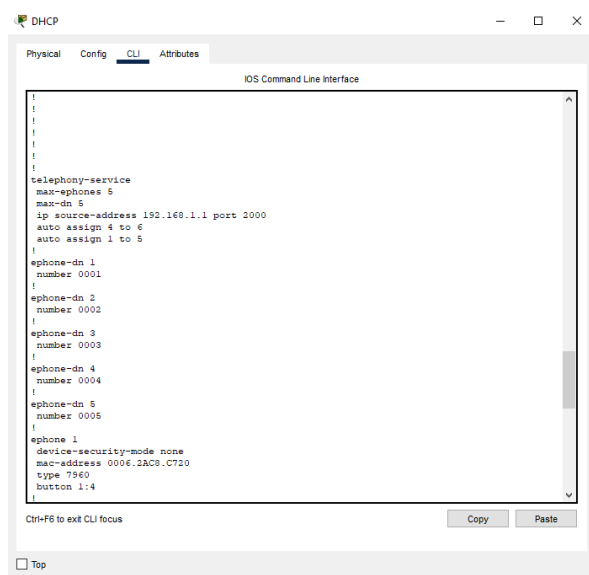 DHCP
Physical Config CLI Attributes
IOS Command Line Interface
!
!
!
!
!
!
telephony-service
max-ephones 5
max-dn 5
ip source-address 192.168.1.1 port 2000
auto assign 4 to 6
auto assign 1 to 5
!
ephone-dn 1
number 0001
!
ephone-dn 2
number 0002
!
ephone-dn 3
number 0003
!
ephone-dn 4
number 0004
!
ephone-dn 5
number 0005
!
ephone 1
device-security-mode none
mac-address 0006.2AC8.C720
type 7960
button 1:4
!
Ctrl+F6 to exit CLI focus Copy Paste
Top